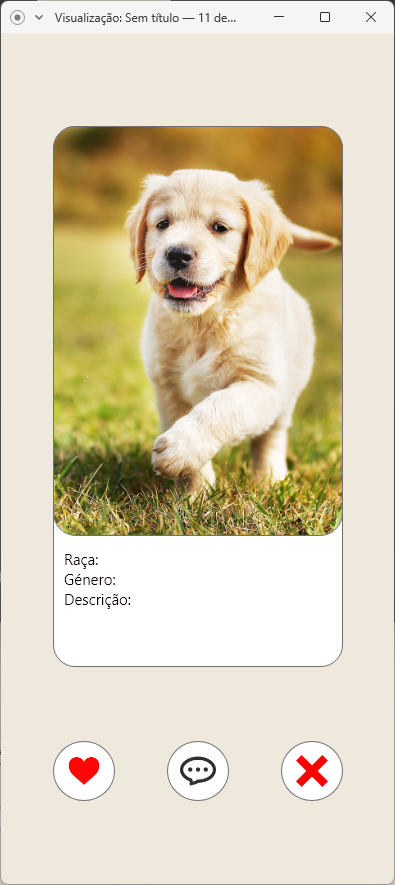 Visualização: Sem título — 11 de...
Raça:
Género:
Descrição: